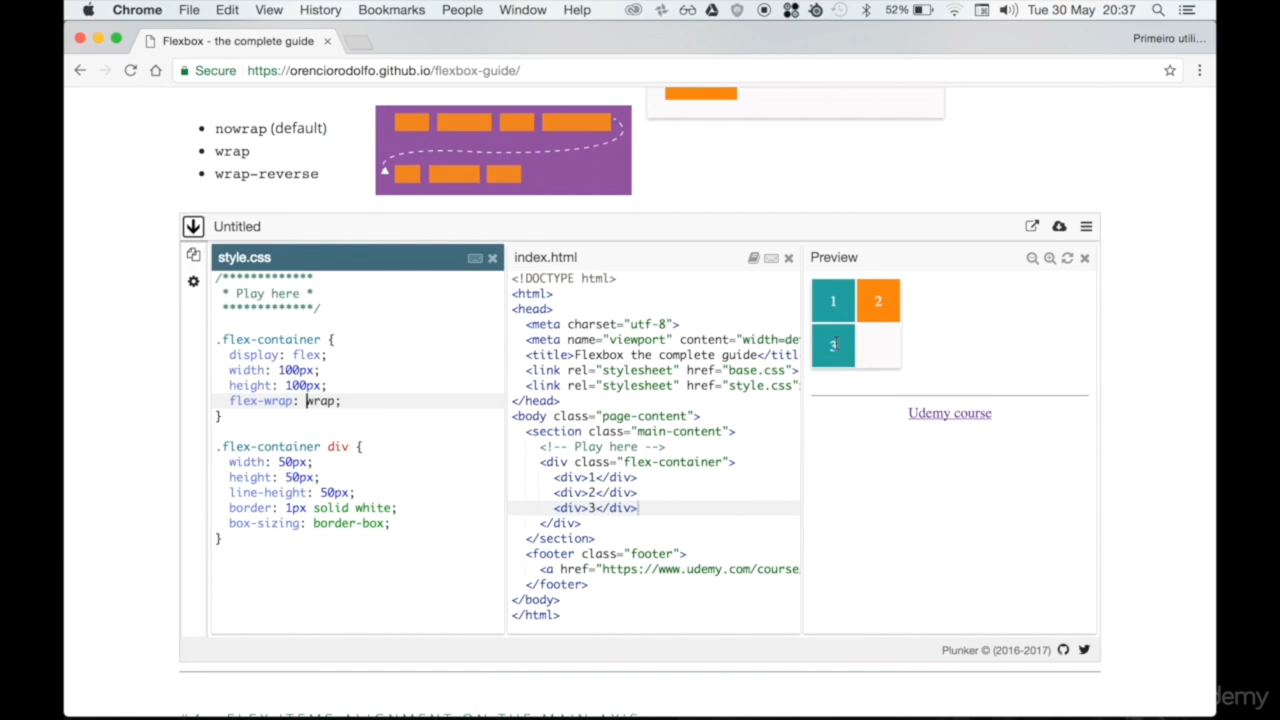 Chrome File Edit View History Bookmarks People Window Help 52% Tue 30 May 20:37
Flexbox - the complete guide × Primeiro utili...
Secure https://orenciorodolfo.github.io/flexbox-guide/
• nowrap (default)
• wrap
• wrap-reverse
Untitled
style.css
/*************
* Play here *
*************/
.flex-container {
display: flex;
width: 100px;
height: 100px;
flex-wrap: wrap;
}
.flex-container div {
width: 50px;
height: 50px;
line-height: 50px;
border: 1px solid white;
box-sizing: border-box;
}
index.html
<!DOCTYPE html>
<html>
<head>
<meta charset="utf-8">
<meta name="viewport" content="width=de
<title>Flexbox the complete guide</titl
<link rel="stylesheet" href="base.css">
<link rel="stylesheet" href="style.css"
</head>
<body class="page-content">
<section class="main-content">
<!-- Play here -->
<div class="flex-container">
<div>1</div>
<div>2</div>
<div>3</div>
</div>
</section>
<footer class="footer">
<a href="https://www.udemy.com/course
</footer>
</body>
</html>
Preview
1 2
3
Udemy course
Plunker © (2016-2017)